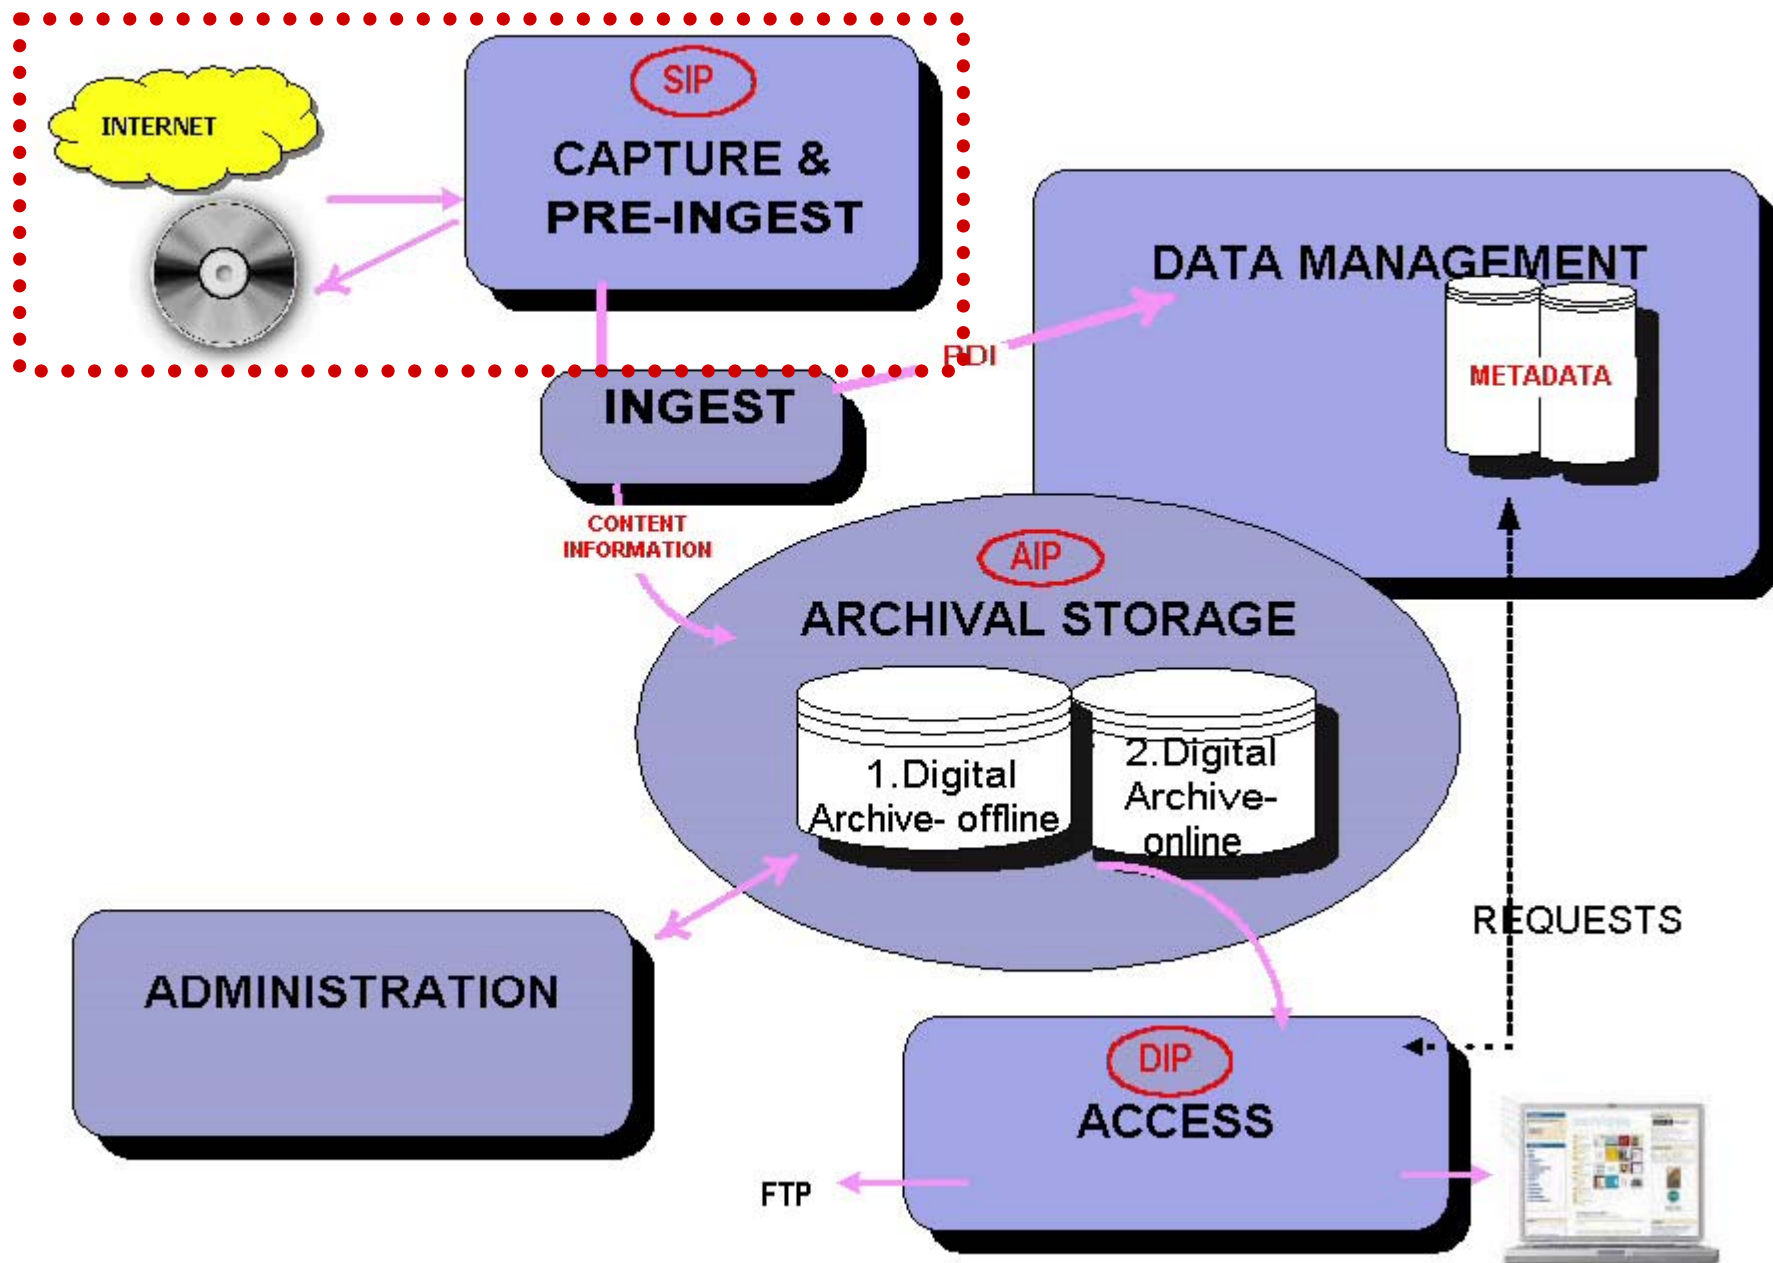 SIP
INTERNET
CAPTURE &
PRE-INGEST
DATA MANAGEMENT
PDI
METADATA
INGEST
CONTENT
INFORMATION
AIP
ARCHIVAL STORAGE
1.Digital
Archive- offline
2.Digital
Archive-
online
REQUESTS
ADMINISTRATION
DIP
ACCESS
FTP